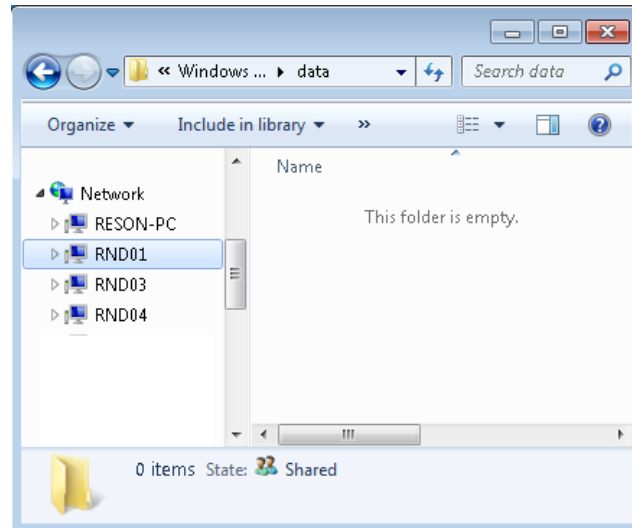 « Windows ... ▸ data
Search data
Organize
Include in library
»
Network
RESON-PC
RND01
RND03
RND04
Name
This folder is empty.
0 items State: Shared